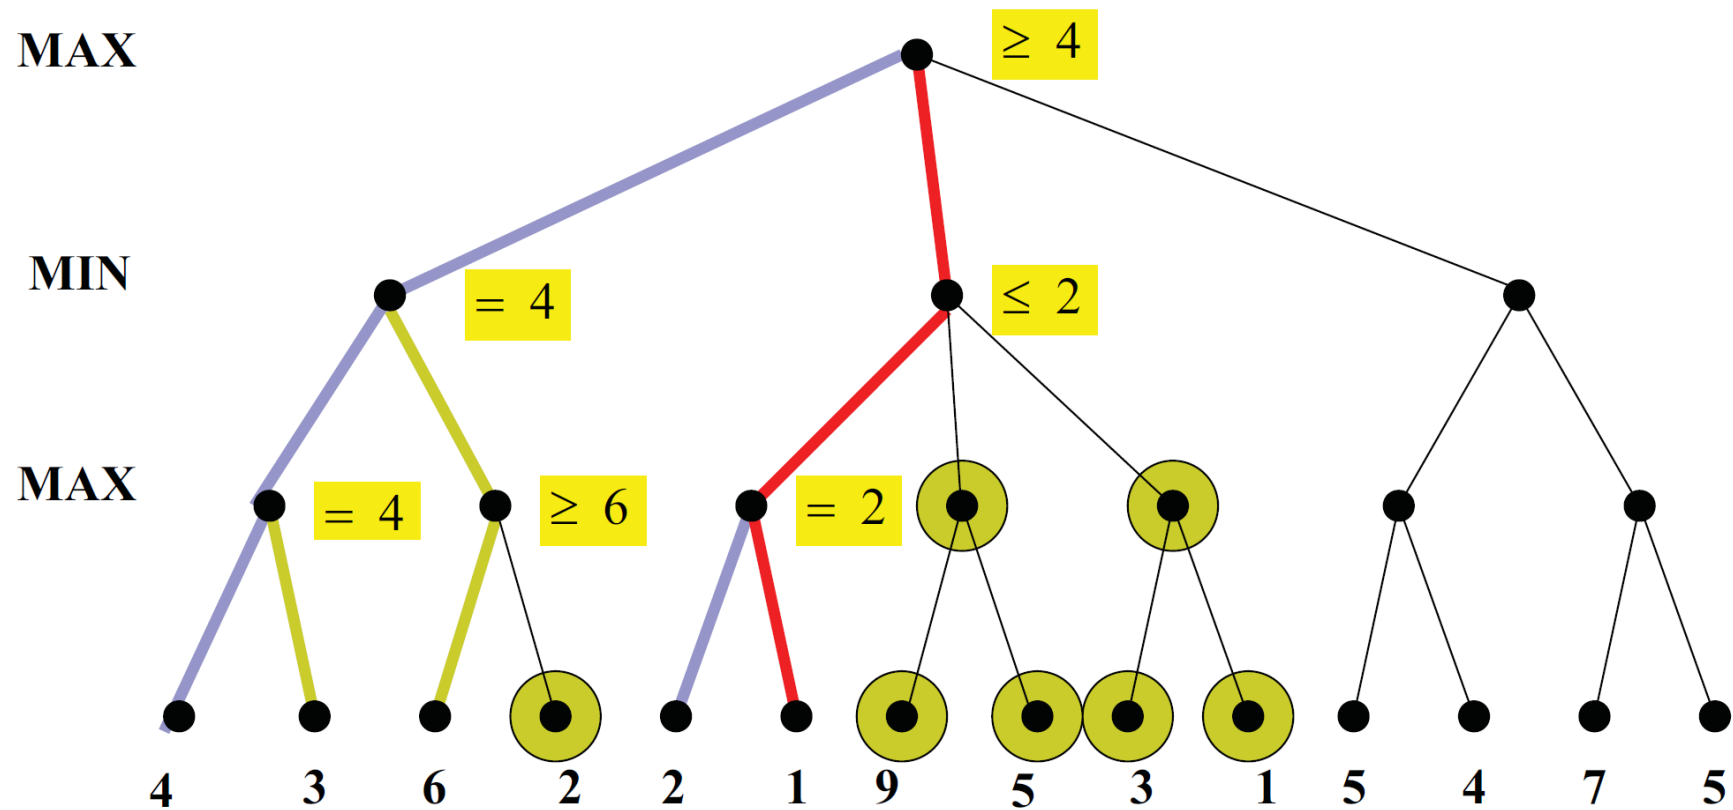 MAX ≥ 4
MIN = 4 ≤ 2
MAX = 4 ≥ 6 = 2
4 3 6 2 2 1 9 5 3 1 5 4 7 5